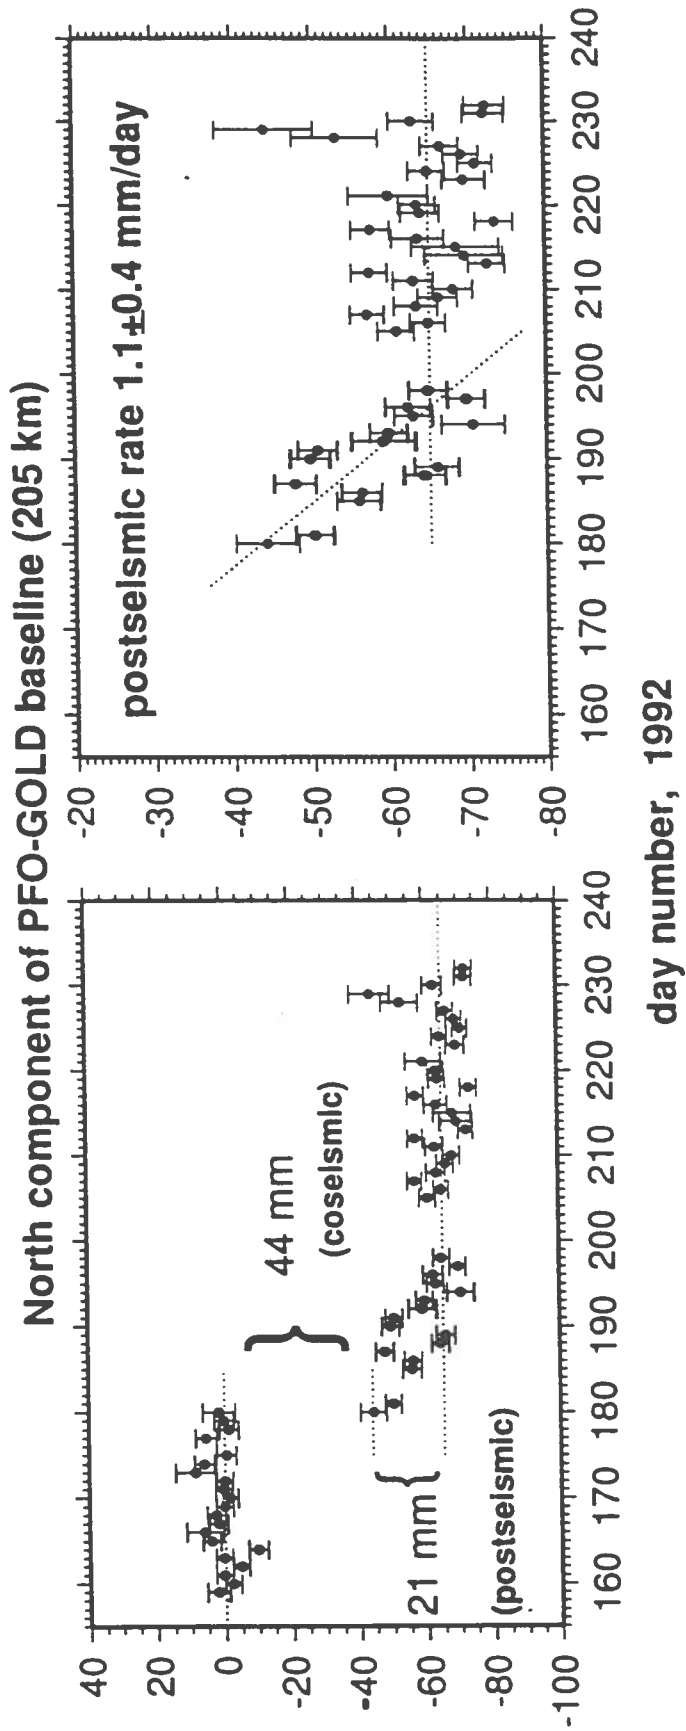 North component of PFO-GOLD baseline (205 km)
40
20
0
-20
-40
-60
-80
-100
44 mm
(coseismic)
21 mm
(postseismic)
160 170 180 190 200 210 220 230 240
-20
-30
-40
-50
-60
-70
-80
postseismic rate 1.1±0.4 mm/day
160 170 180 190 200 210 220 230 240
day number, 1992